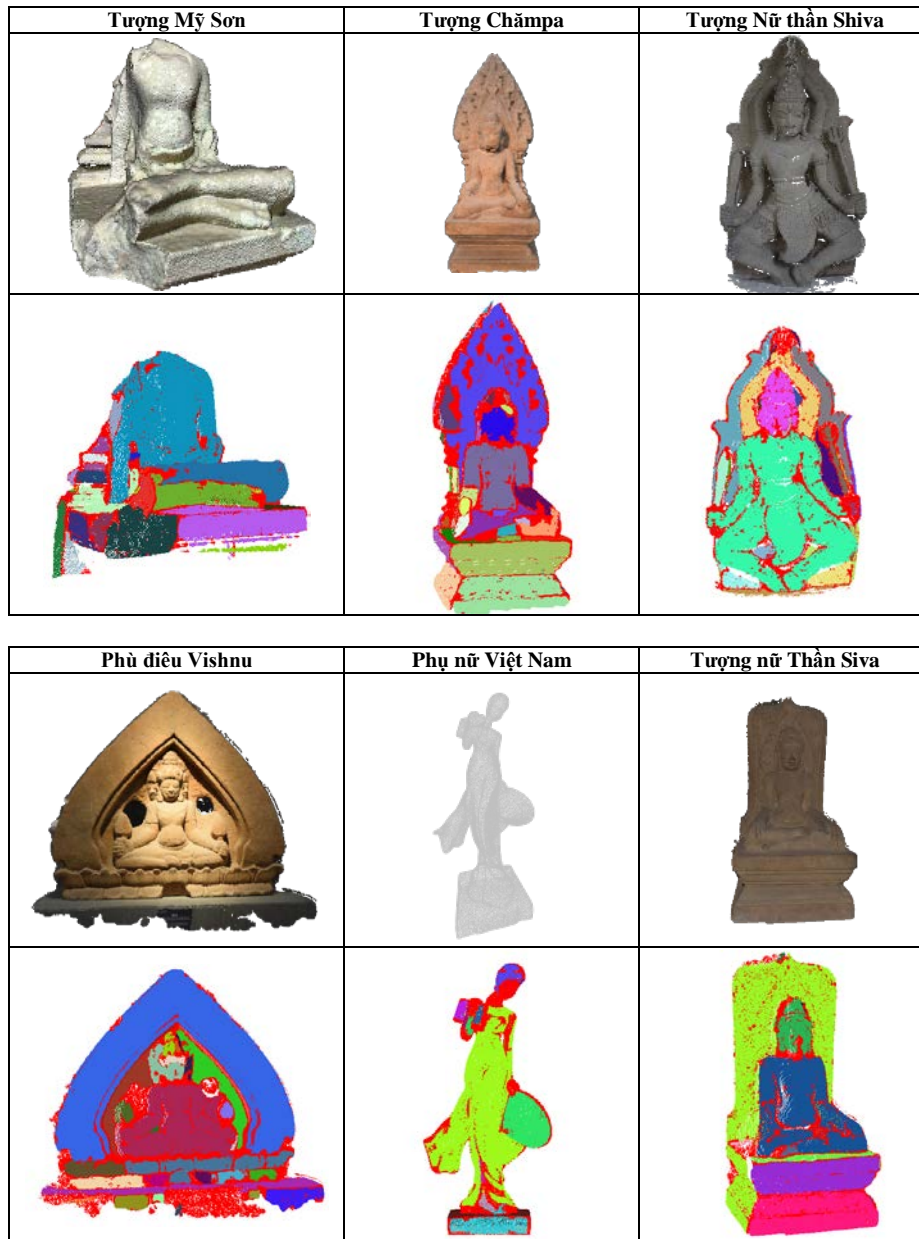 Tượng Mỹ Sơn
Tượng Chămpa
Tượng Nữ thần Shiva
Phù điêu Vishnu
Phụ nữ Việt Nam
Tượng nữ Thần Siva